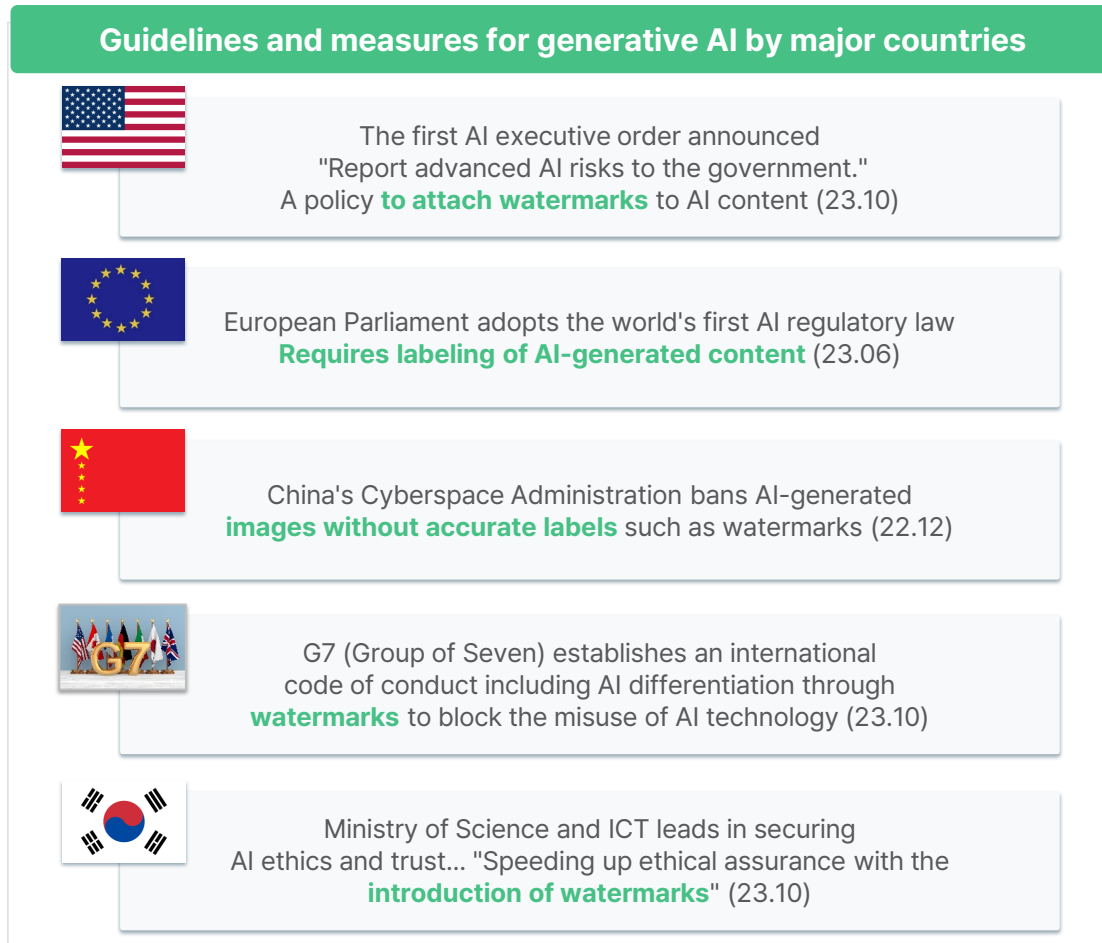 Guidelines and measures for generative AI by major countries
The first AI executive order announced
"Report advanced AI risks to the government."
A policy to attach watermarks to AI content (23.10)
European Parliament adopts the world's first AI regulatory law
Requires labeling of AI-generated content (23.06)
China's Cyberspace Administration bans AI-generated
images without accurate labels such as watermarks (22.12)
G7
G7 (Group of Seven) establishes an international
code of conduct including AI differentiation through
watermarks to block the misuse of AI technology (23.10)
Ministry of Science and ICT leads in securing
AI ethics and trust... "Speeding up ethical assurance with the
introduction of watermarks" (23.10)